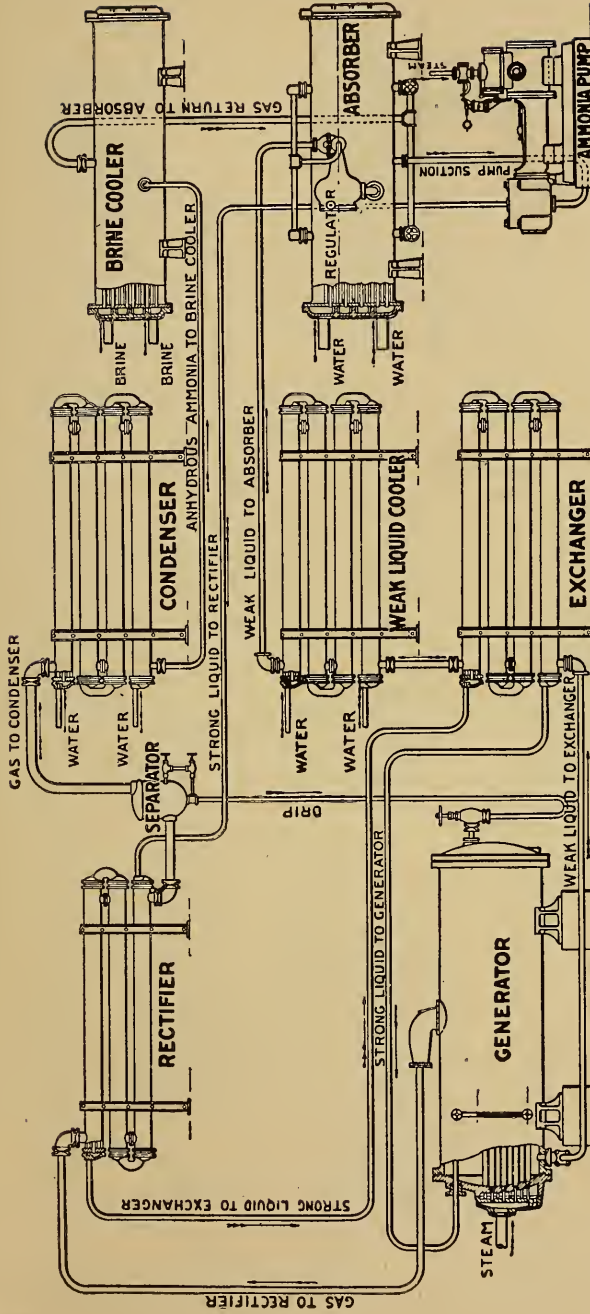 GAS TO CONDENSER
BRINE COOLER
BRINE
BRINE
GAS RETURN TO ABSORBER
CONDENSER
WATER
WATER
ANHYDROUS AMMONIA TO BRINE COOLER
SEPARATOR
RECTIFIER
STRONG LIQUID TO RECTIFIER
WEAK LIQUID TO ABSORBER
REGULATOR
ABSORBER
WATER
WATER
STEAM
PUMP SUCTION
AMMONIA PUMP
WEAK LIQUID COOLER
WATER
WATER
DRIP
EXCHANGER
STRONG LIQUID TO EXCHANGER
STRONG LIQUID TO GENERATOR
WEAK LIQUID TO EXCHANGER
GENERATOR
STEAM
GAS TO RECTIFIER